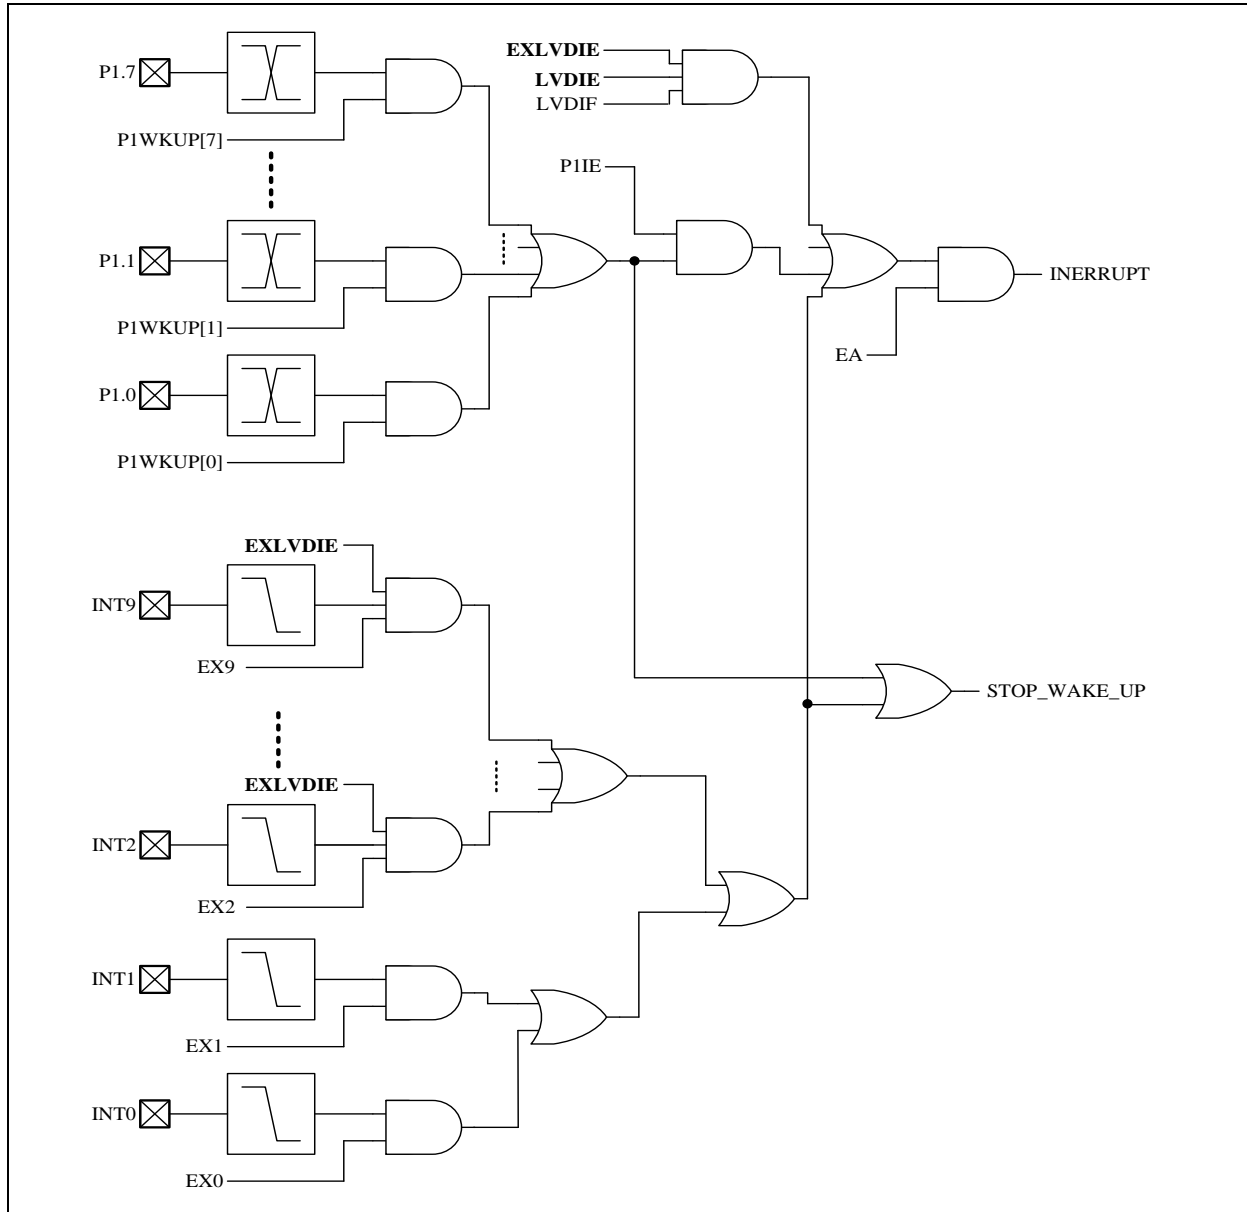 EXLVDIE
P1.7
LVDIE
LVDIF
P1WKUP[7]
P1IE
P1.1
INERRUPT
P1WKUP[1]
EA
P1.0
P1WKUP[0]
EXLVDIE
INT9
EX9
STOP_WAKE_UP
EXLVDIE
INT2
EX2
INT1
EX1
INT0
EX0